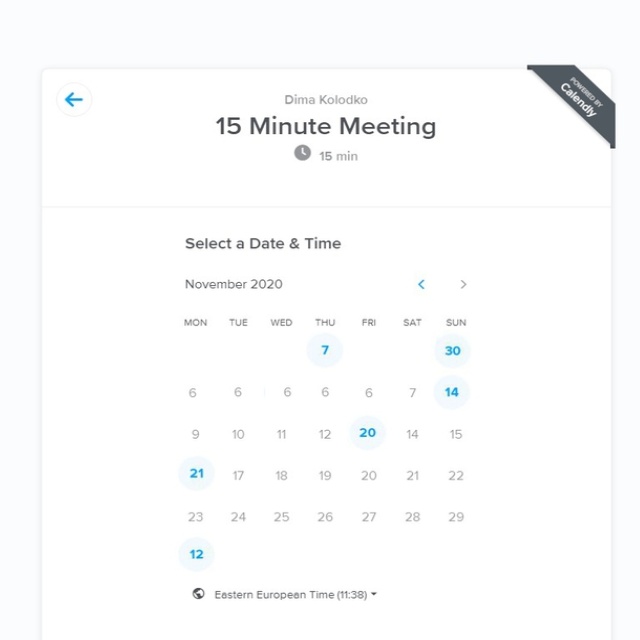 POWERED BY
Calendly
Dima Kolodko
15 Minute Meeting
15 min
Select a Date & Time
November 2020
MON TUE WED THU FRI SAT SUN
7 30
6 6 6 6 6 7 14
9 10 11 12 20 14 15
21 17 18 19 20 21 22
23 24 25 26 27 28 29
12
Eastern European Time (11:38)